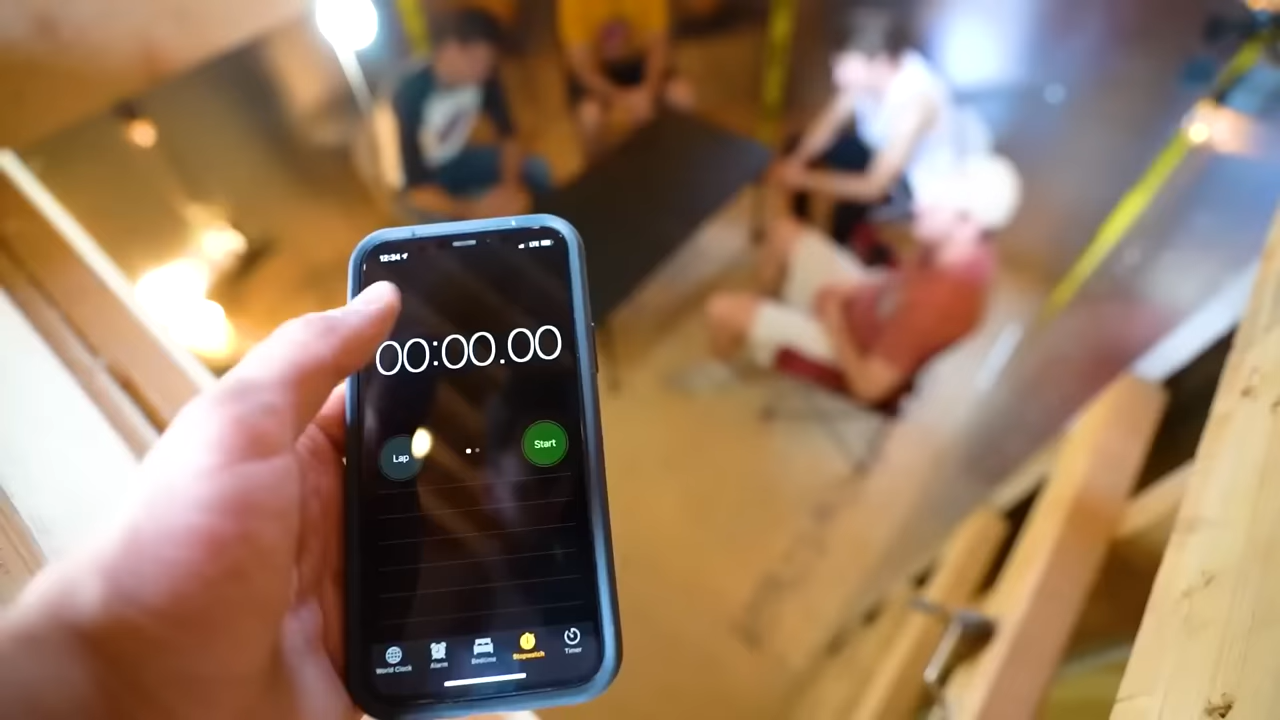 12:34
LTE
00:00.00
Lap
Start
World Clock
Alarm
Bedtime
Stopwatch
Timer